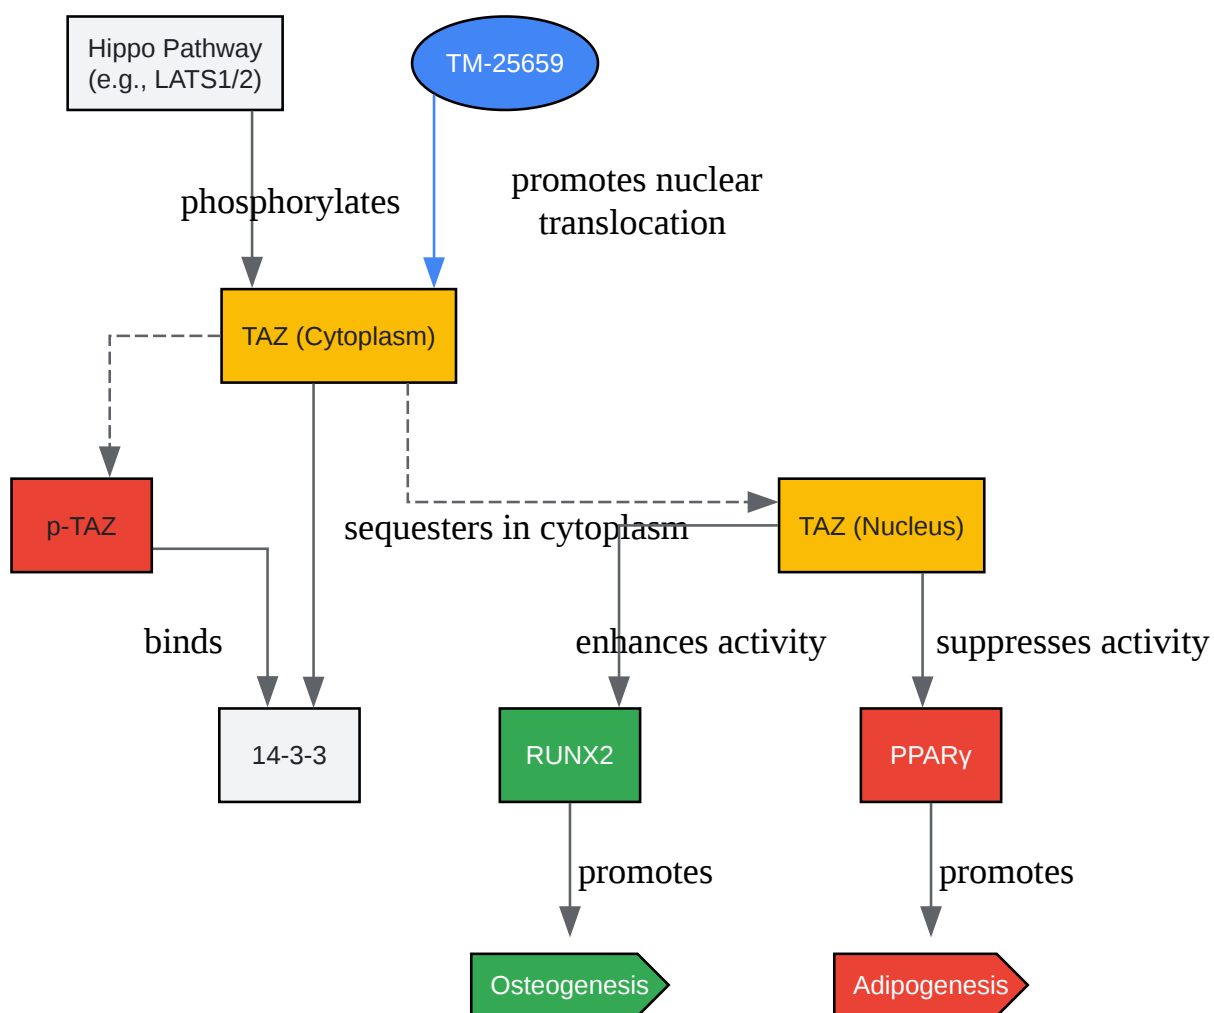 Hippo Pathway
(e.g., LATS1/2)
TM-25659
phosphorylates
promotes nuclear
translocation
TAZ (Cytoplasm)
p-TAZ
sequesters in cytoplasm
TAZ (Nucleus)
binds
enhances activity
suppresses activity
14-3-3
RUNX2
PPARγ
promotes
promotes
Osteogenesis
Adipogenesis